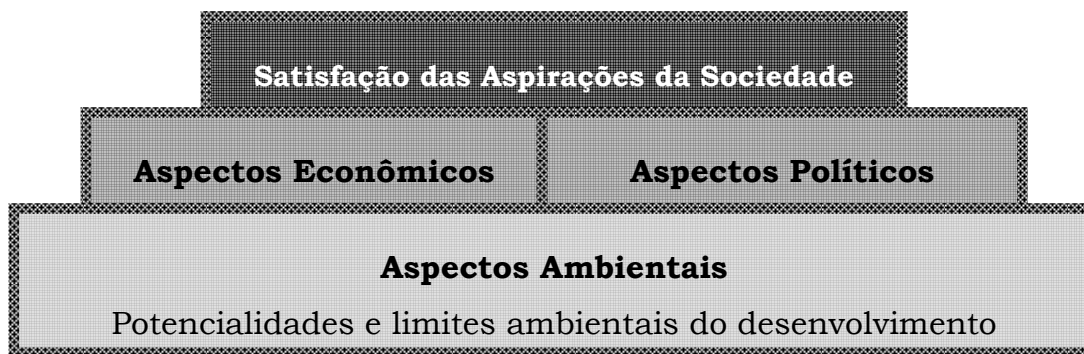 Satisfação das Aspirações da Sociedade
Aspectos Econômicos
Aspectos Políticos
Aspectos Ambientais
Potencialidades e limites ambientais do desenvolvimento